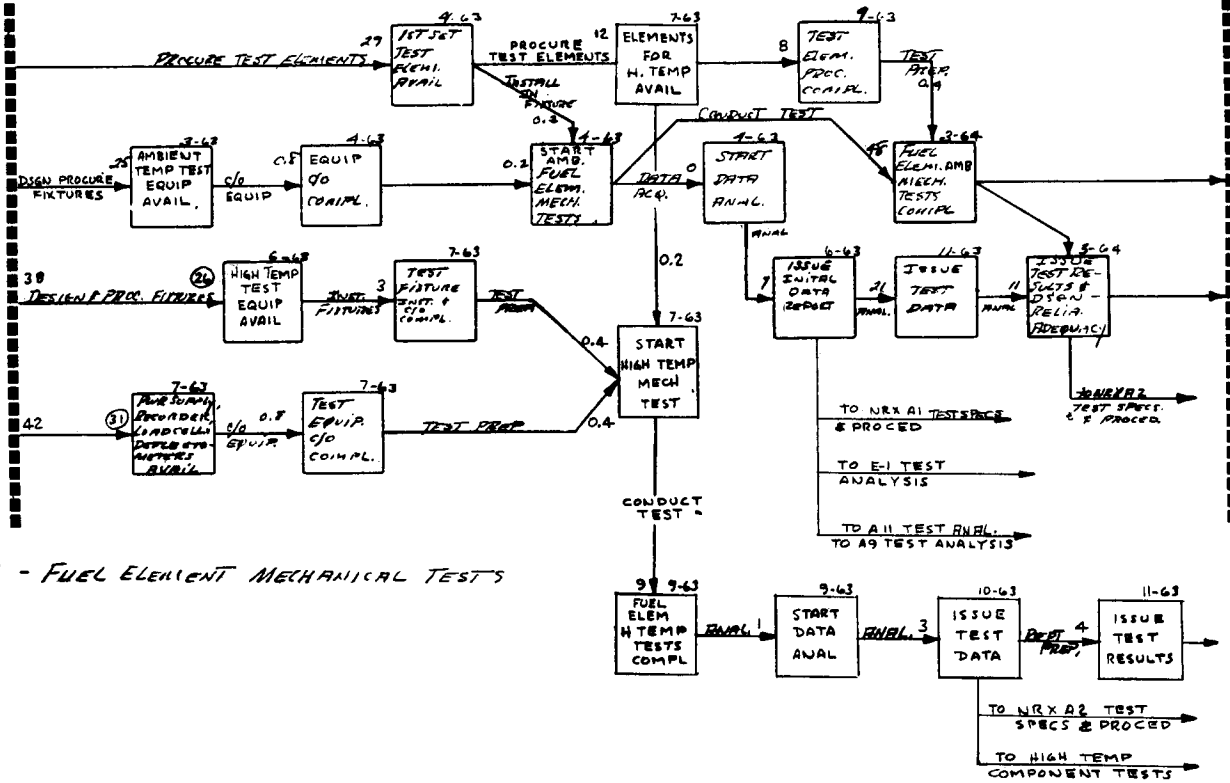 4-63
29
1ST SET
TEST
ELEM.
AVAIL
PROCURE TEST ELEMENTS
PROCURE
TEST ELEMENTS
12
7-63
ELEMENTS
FOR
H. TEMP
AVAIL
8
9-63
TEST
ELEM.
PROC.
COMPL.
TEST
PREP.
0.4
INSTALL
IN
FIXTURE
0.2
CONDUCT TEST
3-63
25
AMBIENT
TEMP TEST
EQUIP
AVAIL.
DSGN PROCURE
FIXTURES
C/O
EQUIP
0.8
4-63
EQUIP
C/O
COMPL.
0.2
4-63
START
AMB.
FUEL
ELEM.
MECH.
TESTS.
DATA
ACQ.
0
4-63
START
DATA
ANAL.
ANAL
48
2-64
FUEL
ELEM. AMB
MECH.
TESTS
COMPL
38
DESIGN & PROC. FIXTURES
26
6-63
HIGH TEMP
TEST
EQUIP
AVAIL
INST.
FIXTURES
3
7-63
TEST
FIXTURE
INST. &
C/O
COMPL.
TEST
PREP
0.4
0.2
7-63
START
HIGH TEMP
MECH
TEST
9
6-63
ISSUE
INITAL
DATA
REPORT
21
ANAL.
11-63
ISSUE
TEST
DATA
11
ANAL
3-64
ISSUE
TEST RE-
SULTS &
DSGN -
RELIA.
ADEQUACY
42
31
7-63
PWR SUPPLY,
RECORDER,
LOADCELL,
DEFLECTO-
METERS
AVAIL
C/O
EQUIP.
0.8
7-63
TEST
EQUIP.
C/O
COMPL.
TEST PREP
0.4
TO NRX A2
TEST SPECS.
& PROCED.
TO NRX A1 TEST SPECS
& PROCED
TO E-1 TEST
ANALYSIS
TO A11 TEST ANAL.
TO A9 TEST ANALYSIS
CONDUCT
TEST
- FUEL ELEMENT MECHANICAL TESTS
9
9-63
FUEL
ELEM
H TEMP
TESTS
COMPL
ANAL.
1
9-63
START
DATA
ANAL
ANAL.
3
10-63
ISSUE
TEST
DATA
REPT
PREP.
4
11-63
ISSUE
TEST
RESULTS
TO NRX A2 TEST
SPECS & PROCED
TO HIGH TEMP
COMPONENT TESTS